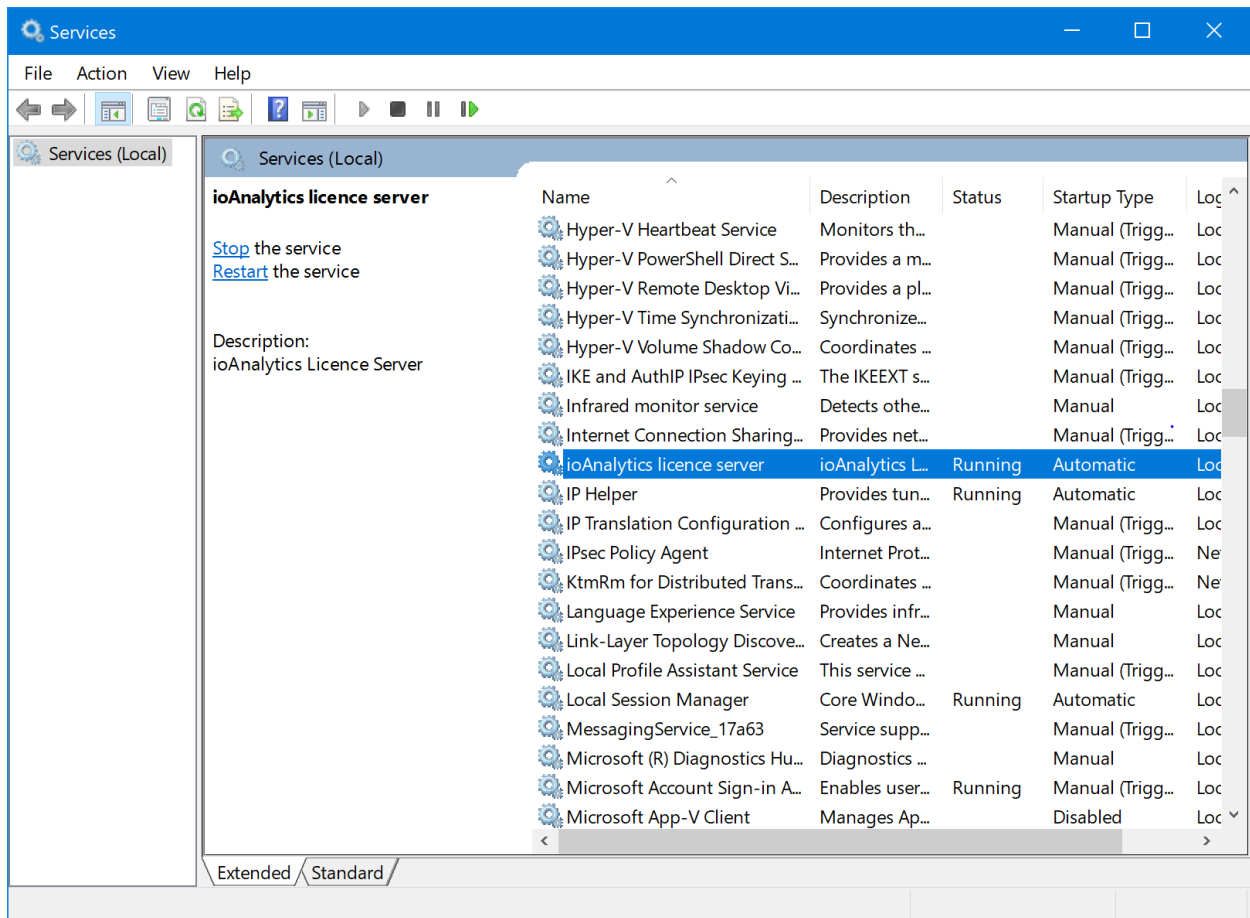 Services
File Action View Help
Services (Local)
Services (Local)
ioAnalytics licence server
Stop the service
Restart the service
Description:
ioAnalytics Licence Server
Name Description Status Startup Type Log
Hyper-V Heartbeat Service Monitors th... Manual (Trigg... Loc
Hyper-V PowerShell Direct S... Provides a m... Manual (Trigg... Loc
Hyper-V Remote Desktop Vi... Provides a pl... Manual (Trigg... Loc
Hyper-V Time Synchronizati... Synchronize... Manual (Trigg... Loc
Hyper-V Volume Shadow Co... Coordinates ... Manual (Trigg... Loc
IKE and AuthIP IPsec Keying ... The IKEEXT s... Manual (Trigg... Loc
Infrared monitor service Detects othe... Manual Loc
Internet Connection Sharing... Provides net... Manual (Trigg... Loc
ioAnalytics licence server ioAnalytics L... Running Automatic Loc
IP Helper Provides tun... Running Automatic Loc
IP Translation Configuration ... Configures a... Manual (Trigg... Loc
IPsec Policy Agent Internet Prot... Manual (Trigg... Net
KtmRm for Distributed Trans... Coordinates ... Manual (Trigg... Net
Language Experience Service Provides infr... Manual Loc
Link-Layer Topology Discove... Creates a Ne... Manual Loc
Local Profile Assistant Service This service ... Manual (Trigg... Loc
Local Session Manager Core Windo... Running Automatic Loc
MessagingService_17a63 Service supp... Manual (Trigg... Loc
Microsoft (R) Diagnostics Hu... Diagnostics ... Manual Loc
Microsoft Account Sign-in A... Enables user... Running Manual (Trigg... Loc
Microsoft App-V Client Manages Ap... Disabled Loc
Extended Standard